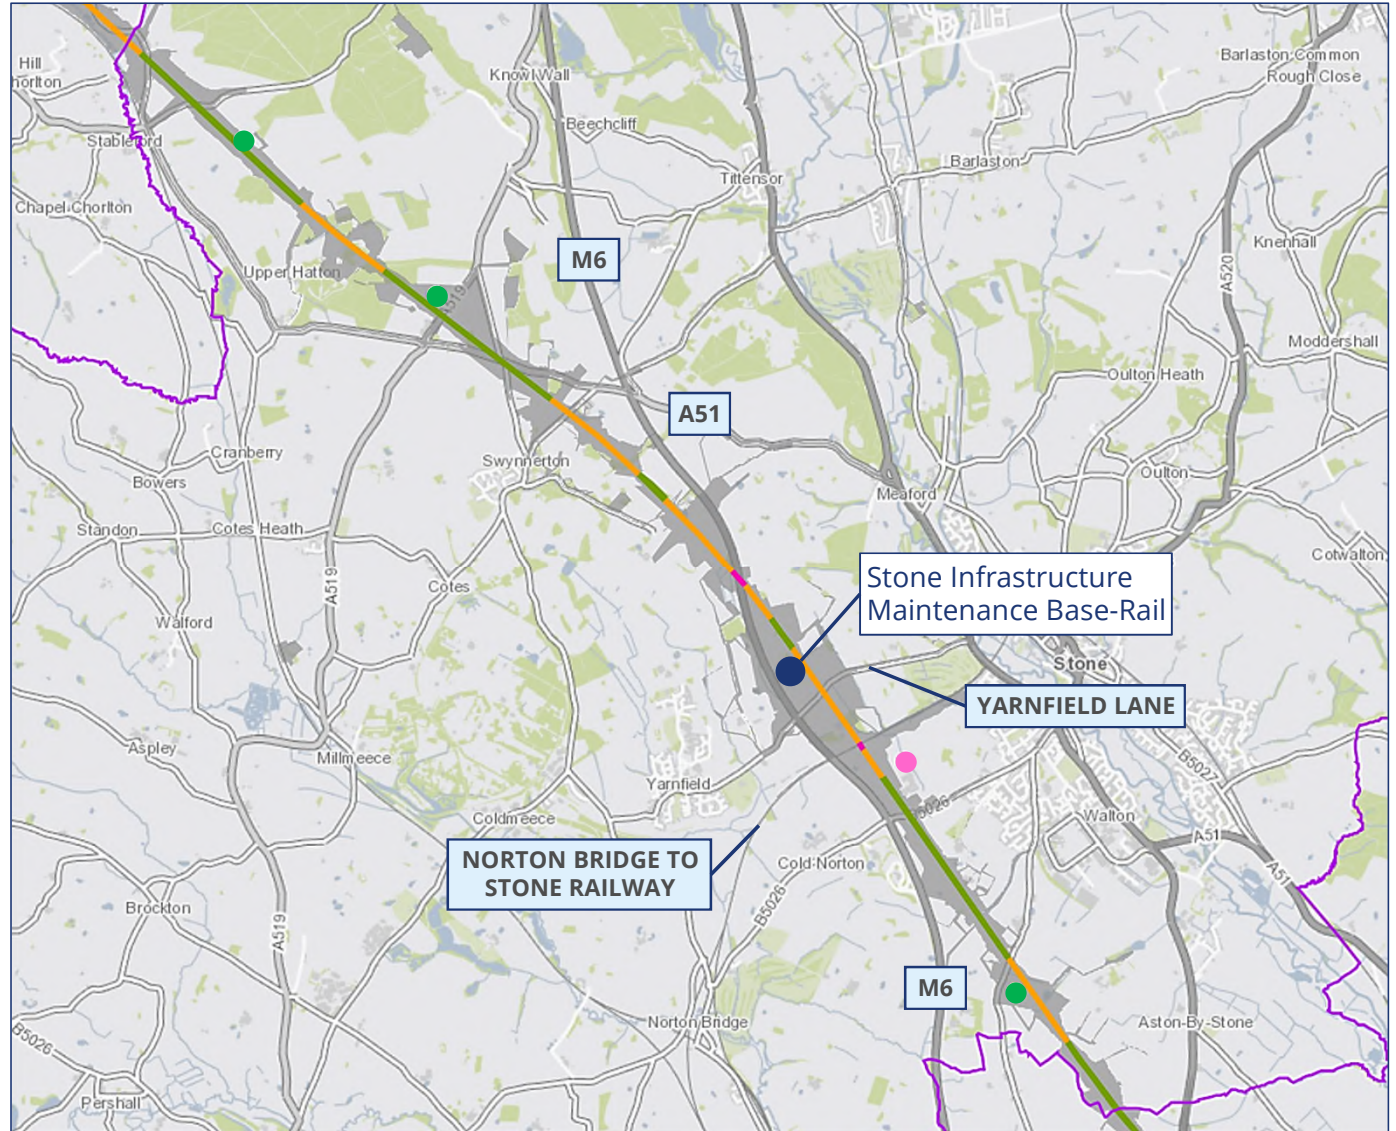 Hill
horlton
Knowl Wall
Barlaston Common
Rough Close
Beechcliff
Stableford
Barlaston
Tittensor
Chapel Chorlton
Knenhall
M6
Upper Hatton
A520
A519
Moddershall
Oulton Heath
A51
Cranberry
Swynnerton
Oulton
Bowers
Meaford
Standon
Cotes Heath
Cotwalton
Stone Infrastructure
Maintenance Base-Rail
A519
Cotes
Walford
Stone
YARNFIELD LANE
Aspley
Millmeece
B5027
Yarnfield
B5026
Coldmeece
Walton
A51
NORTON BRIDGE TO
STONE RAILWAY
Cold Norton
A51
B5026
Brockton
A519
M6
Norton Bridge
Aston-By-Stone
B5026
Pershall